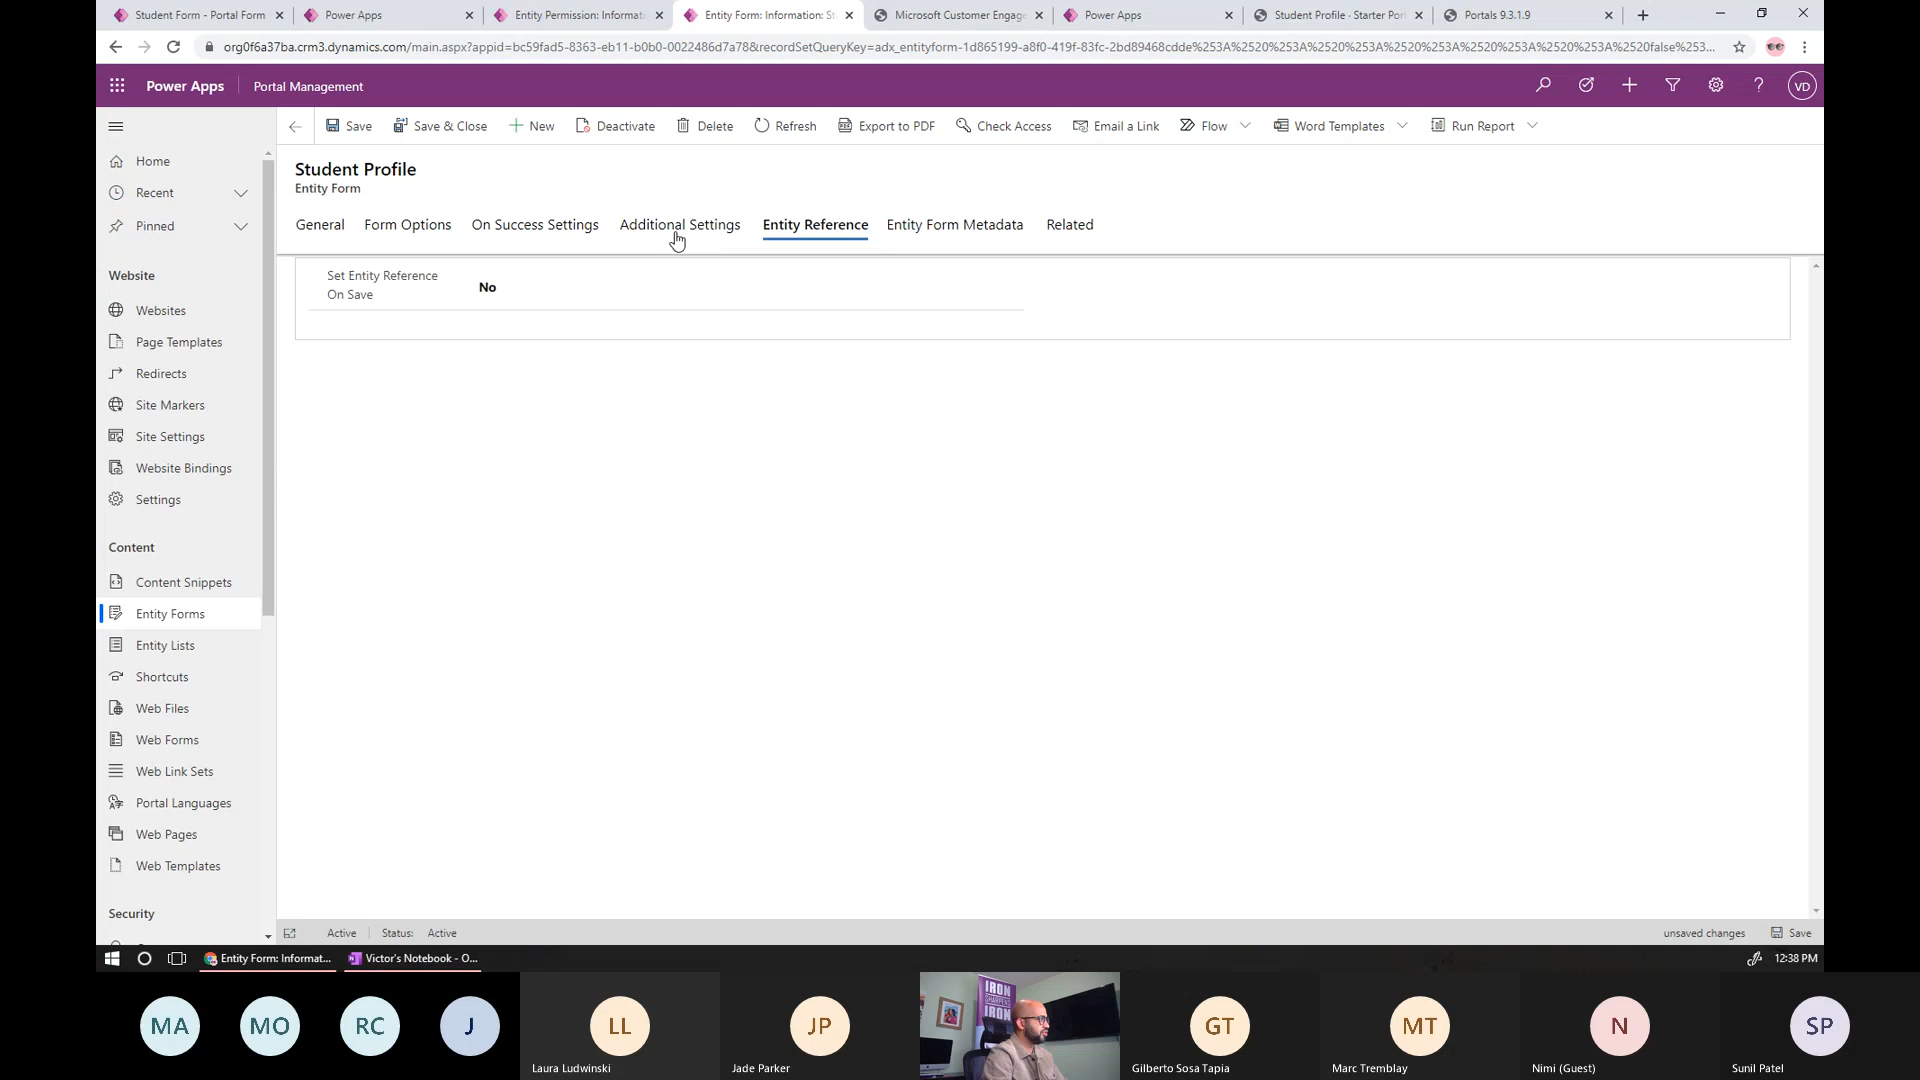 Student Form - Portal Form
Power Apps
Entity Permission: Informati
Entity Form: Information: St
Microsoft Customer Engag
Power Apps
Student Profile · Starter Port
Portals 9.3.1.9
org0f6a37ba.crm3.dynamics.com/main.aspx?appid=bc59fad5-8363-eb11-b0b0-0022486d7a78&recordSetQueryKey=adx_entityform-1d865199-a8f0-419f-83fc-2bd89468cdde%253A%2520%253A%2520%253A%2520%253A%2520%253A%2520%253A%2520false%253...
Power Apps
Portal Management
VD
Save
Save & Close
New
Deactivate
Delete
Refresh
Export to PDF
Check Access
Email a Link
Flow
Word Templates
Run Report
Home
Recent
Pinned
Website
Websites
Page Templates
Redirects
Site Markers
Site Settings
Website Bindings
Settings
Content
Content Snippets
Entity Forms
Entity Lists
Shortcuts
Web Files
Web Forms
Web Link Sets
Portal Languages
Web Pages
Web Templates
Security
Student Profile
Entity Form
General
Form Options
On Success Settings
Additional Settings
Entity Reference
Entity Form Metadata
Related
Set Entity Reference
On Save
No
Active
Status:
Active
unsaved changes
Save
Entity Form: Informat...
Victor's Notebook - O...
12:38 PM
MA
MO
RC
J
LL
Laura Ludwinski
JP
Jade Parker
IRON
SHARPENS
IRON
GT
Gilberto Sosa Tapia
MT
Marc Tremblay
N
Nimi (Guest)
SP
Sunil Patel